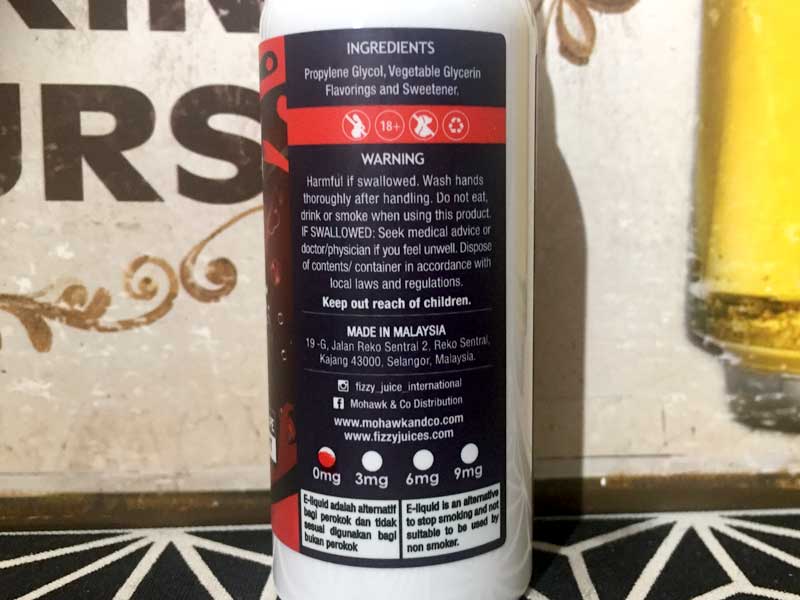 KIN
URS
INGREDIENTS
Propylene Glycol, Vegetable Glycerin
Flavorings and Sweetener.
18+
WARNING
Harmful if swallowed. Wash hands
thoroughly after handling. Do not eat,
drink or smoke when using this product.
IF SWALLOWED: Seek medical advice or
doctor/physician if you feel unwell. Dispose
of contents/ container in accordance with
local laws and regulations.
Keep out reach of children.
MADE IN MALAYSIA
19 -G, Jalan Reko Sentral 2, Reko Sentral,
Kajang 43000, Selangor, Malaysia.
fizzy_juice_international
Mohawk & Co Distribution
www.mohawkandco.com
www.fizzyjuices.com
0mg 3mg 6mg 9mg
E-liquid adalah alternatif
bagi perokok dan tidak
sesuai digunakan bagi
bukan perokok
E-liquid is an alternative
to stop smoking and not
suitable to be used by
non smoker.